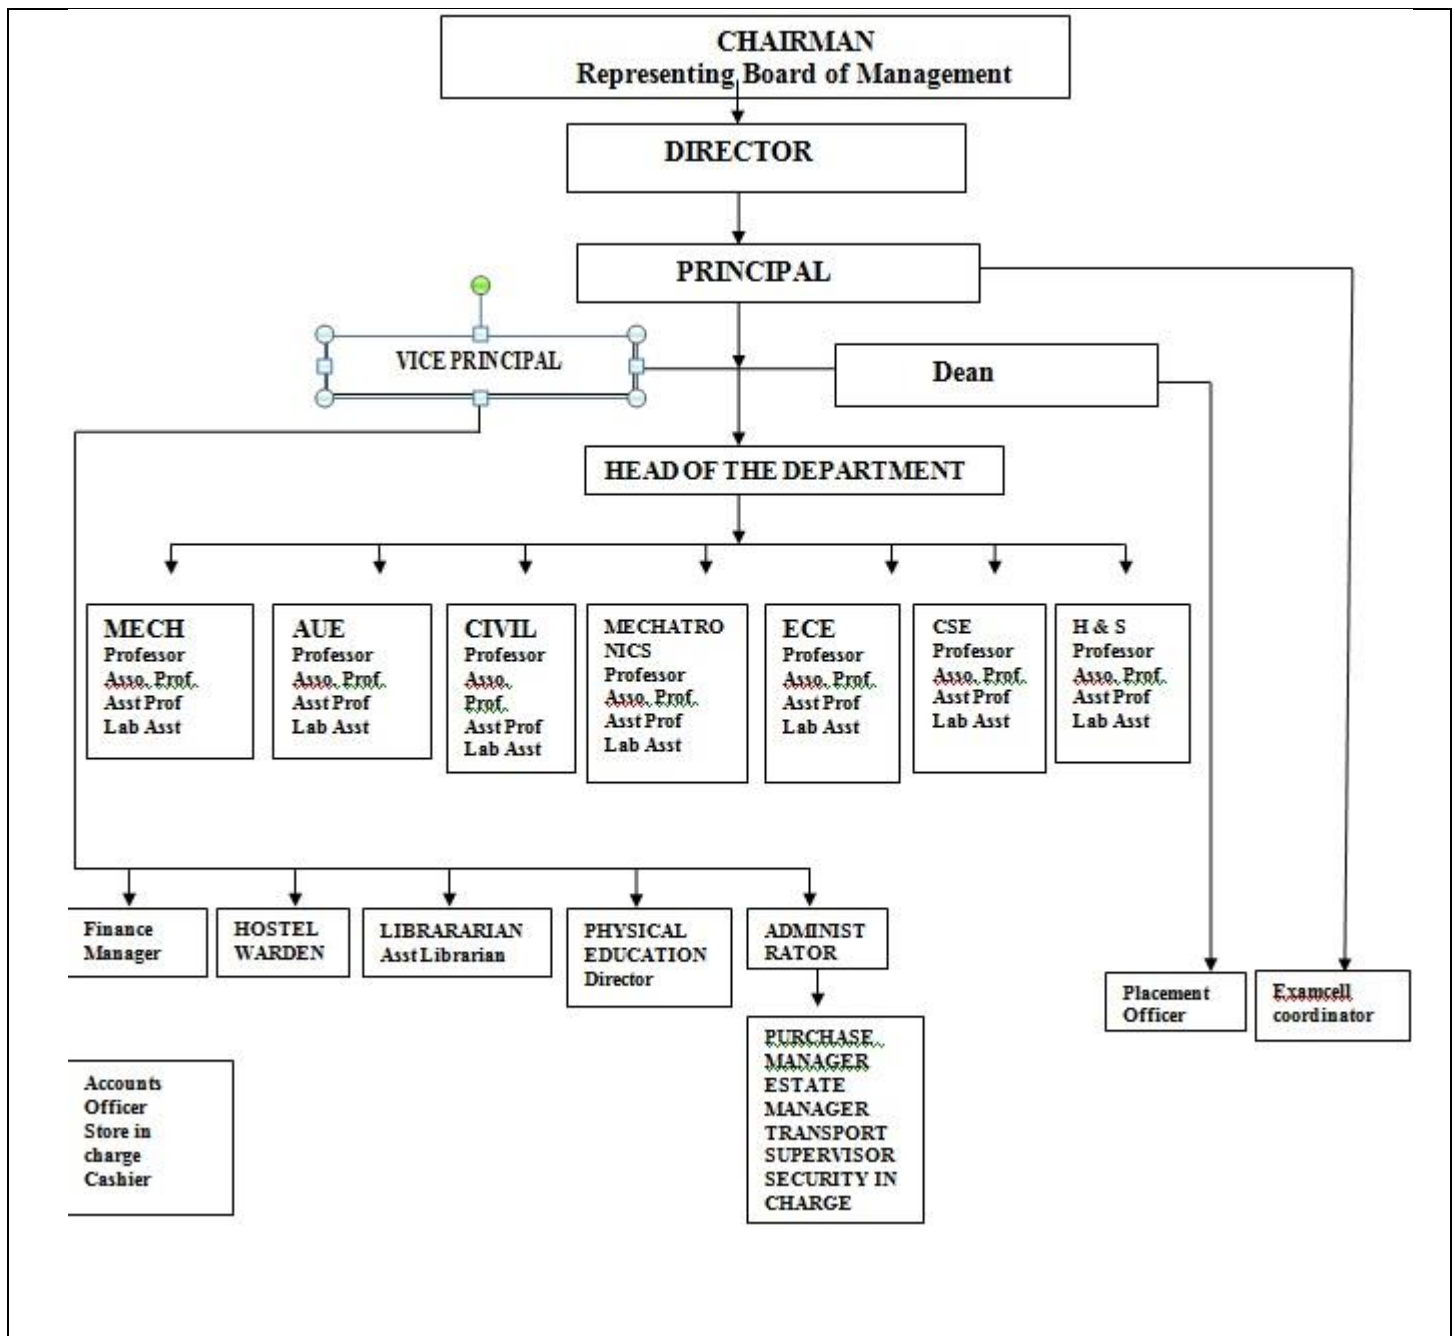 CHAIRMAN
Representing Board of Management
DIRECTOR
PRINCIPAL
VICE PRINCIPAL
Dean
HEAD OF THE DEPARTMENT
MECH
Professor
Asso. Prof.
Asst Prof
Lab Asst
AUE
Professor
Asso. Prof.
Asst Prof
Lab Asst
CIVIL
Professor
Asso.
Prof.
Asst Prof
Lab Asst
MECHATRO
NICS
Professor
Asso. Prof.
Asst Prof
Lab Asst
ECE
Professor
Asso. Prof.
Asst Prof
Lab Asst
CSE
Professor
Asso. Prof.
Asst Prof
Lab Asst
H & S
Professor
Asso. Prof.
Asst Prof
Lab Asst
Finance
Manager
HOSTEL
WARDEN
LIBRARARIAN
Asst Librarian
PHYSICAL
EDUCATION
Director
ADMINIST
RATOR
Placement
Officer
Examcell
coordinator
Accounts
Officer
Store in
charge
Cashier
PURCHASE
MANAGER
ESTATE
MANAGER
TRANSPORT
SUPERVISOR
SECURITY IN
CHARGE